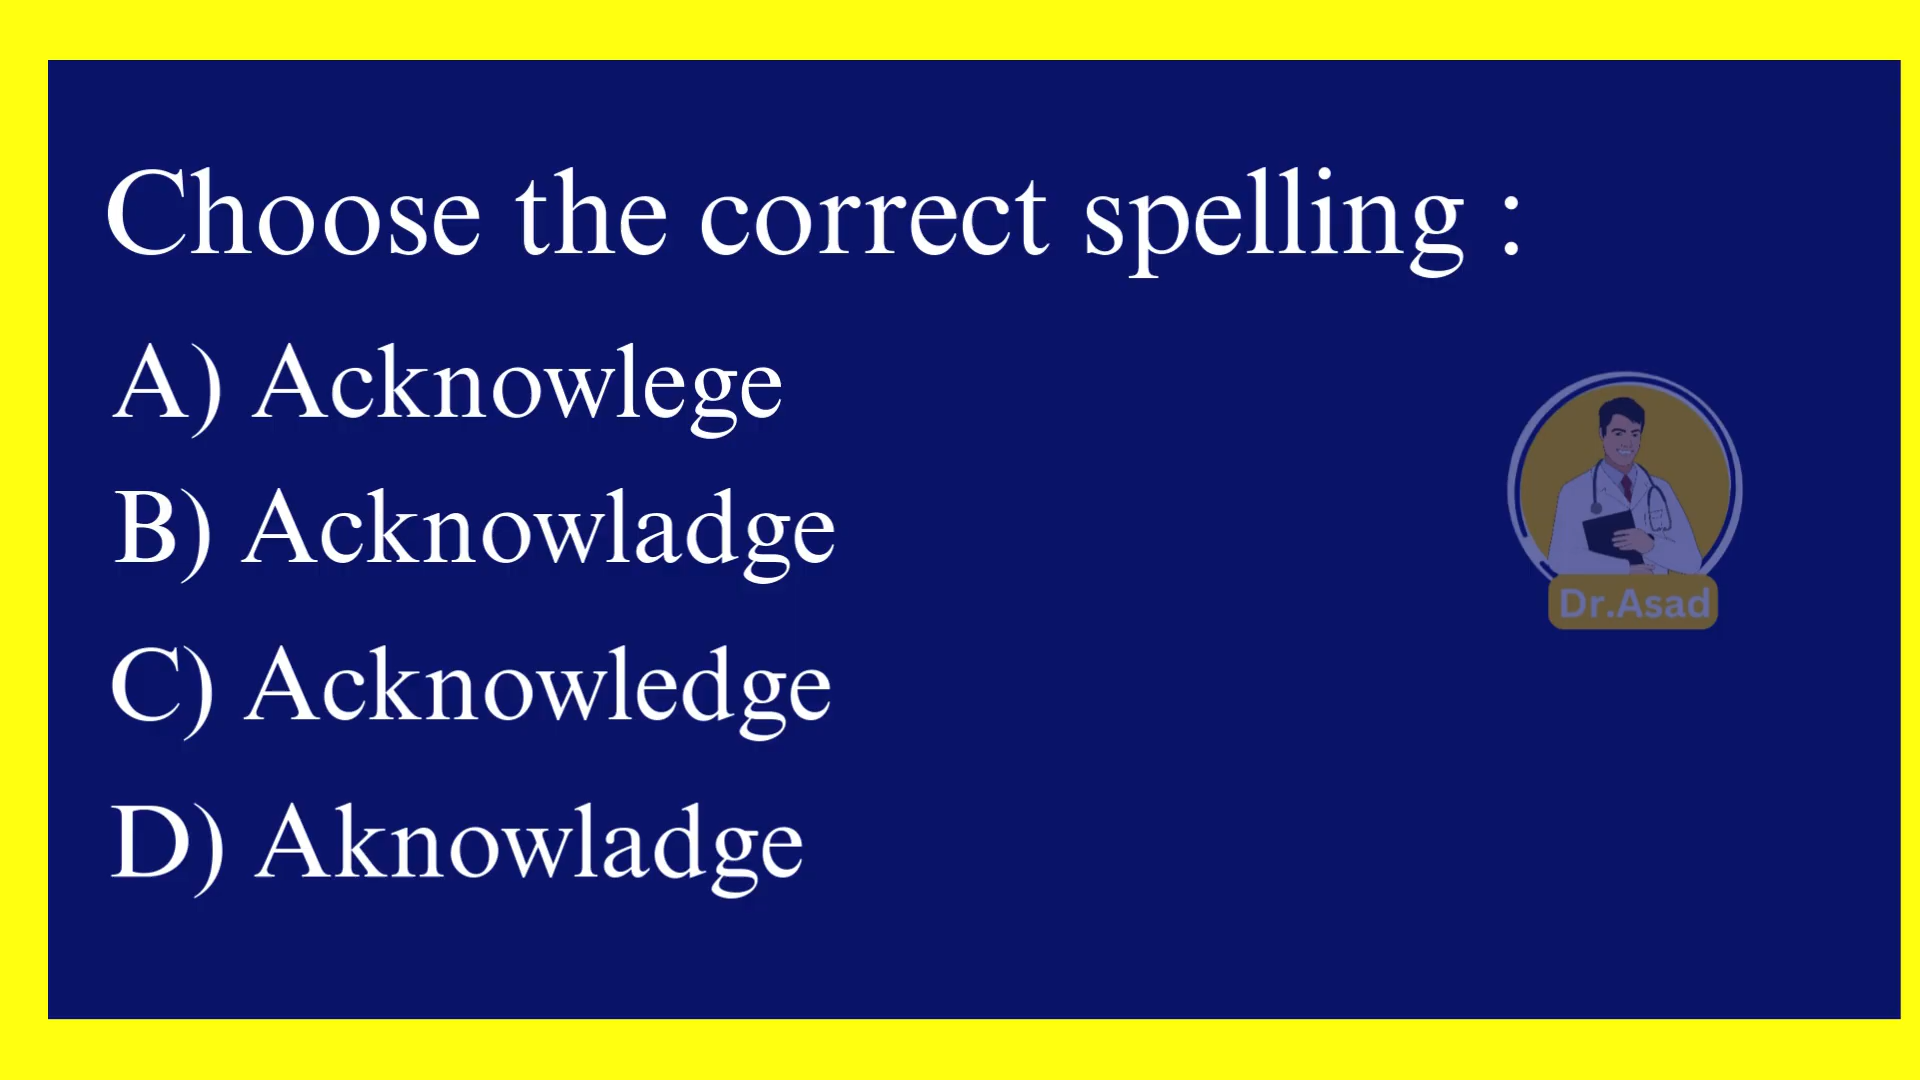 Choose the correct spelling :
A) Acknowlege
B) Acknowladge
C) Acknowledge
D) Aknowladge
Dr.Asad